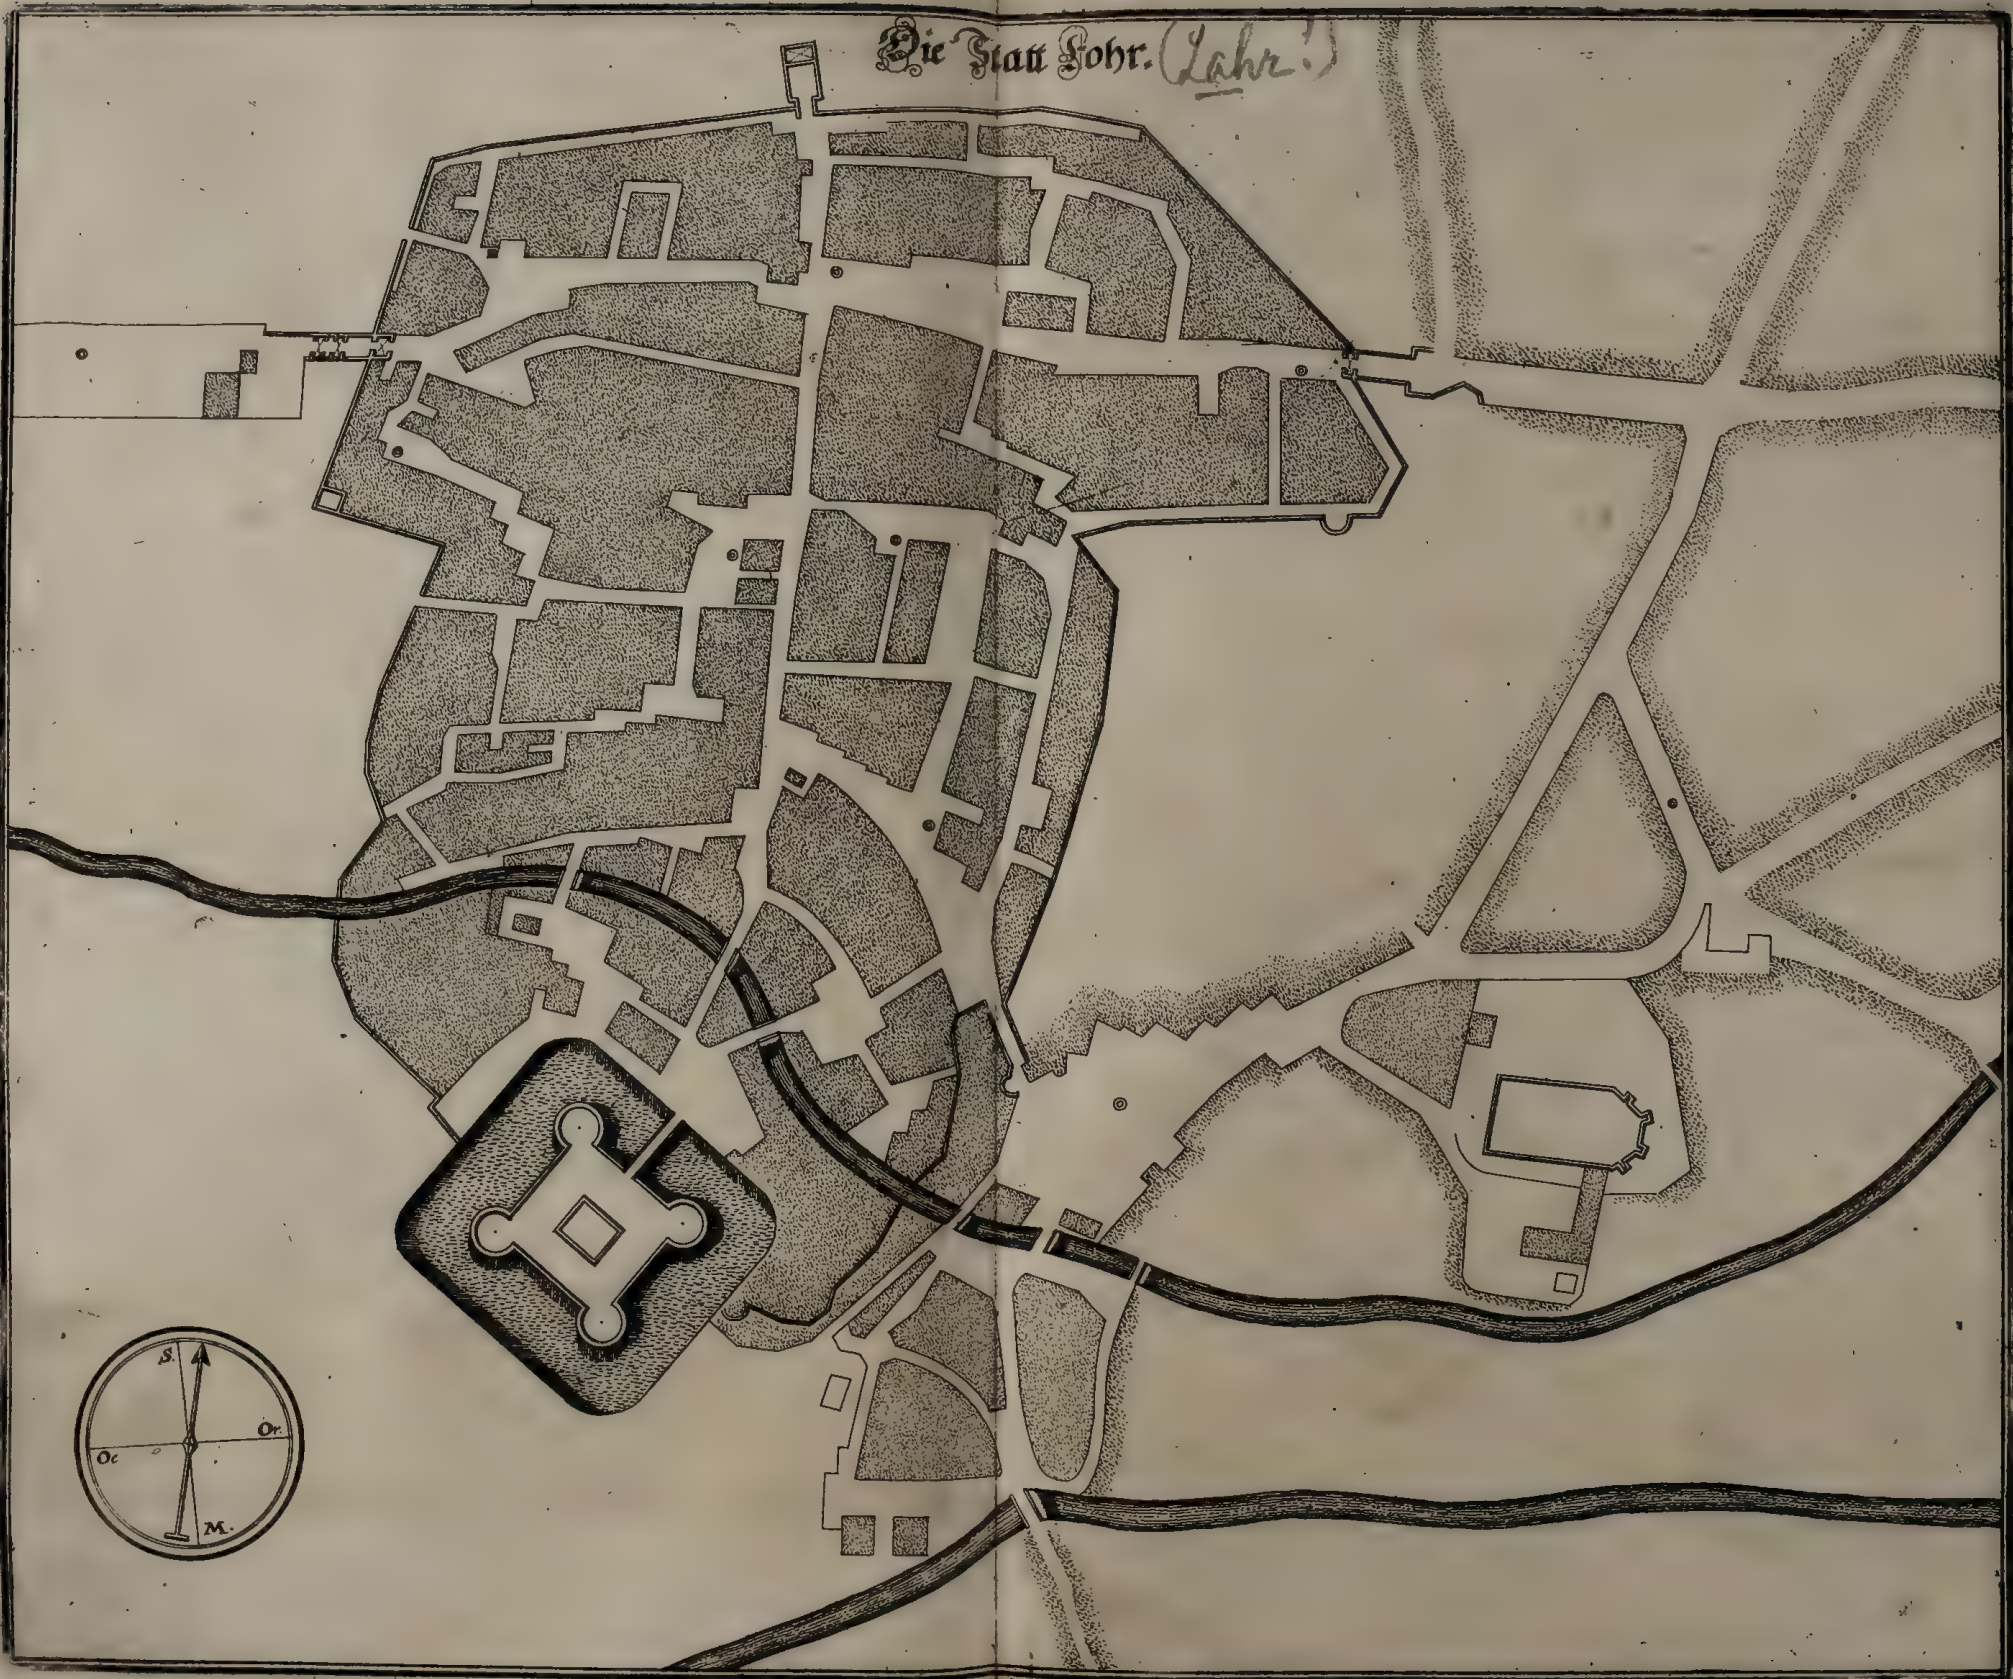 Die Statt Lohr. (Lahr!)
S.
Or.
Oc
M.